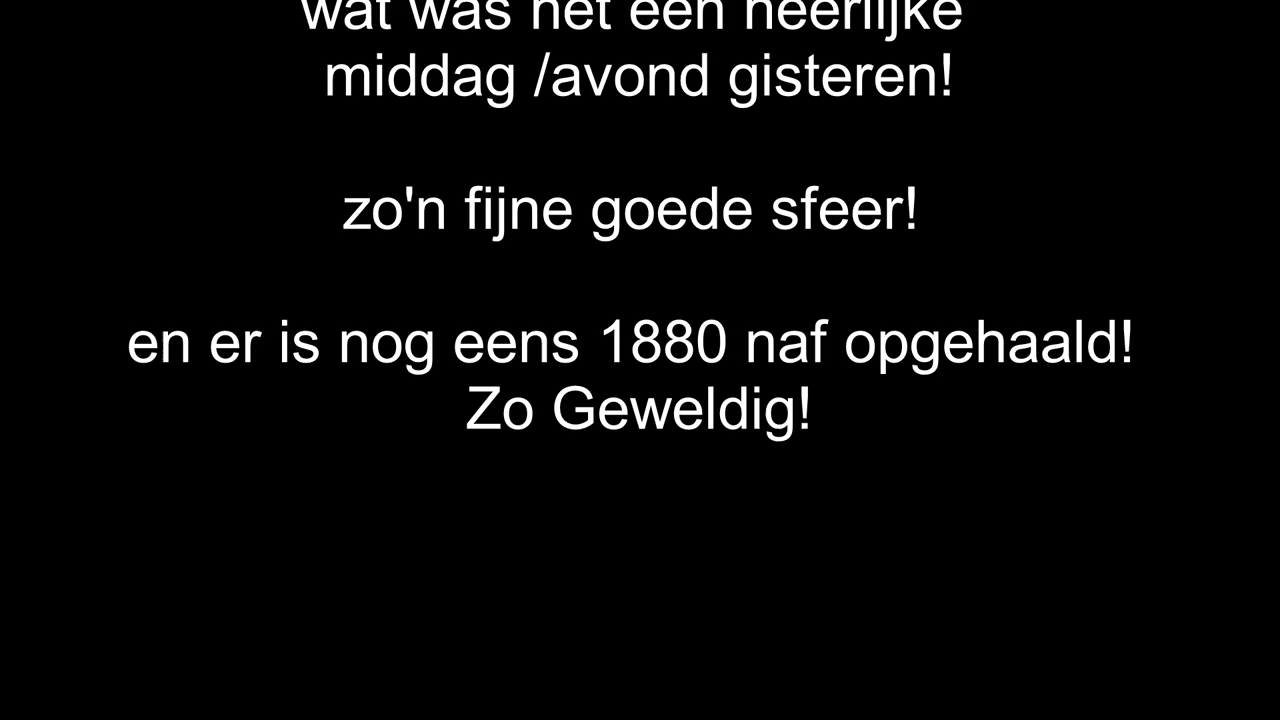 wat was het een heerlijke
middag /avond gisteren!
zo'n fijne goede sfeer!
en er is nog eens 1880 naf opgehaald!
Zo Geweldig!